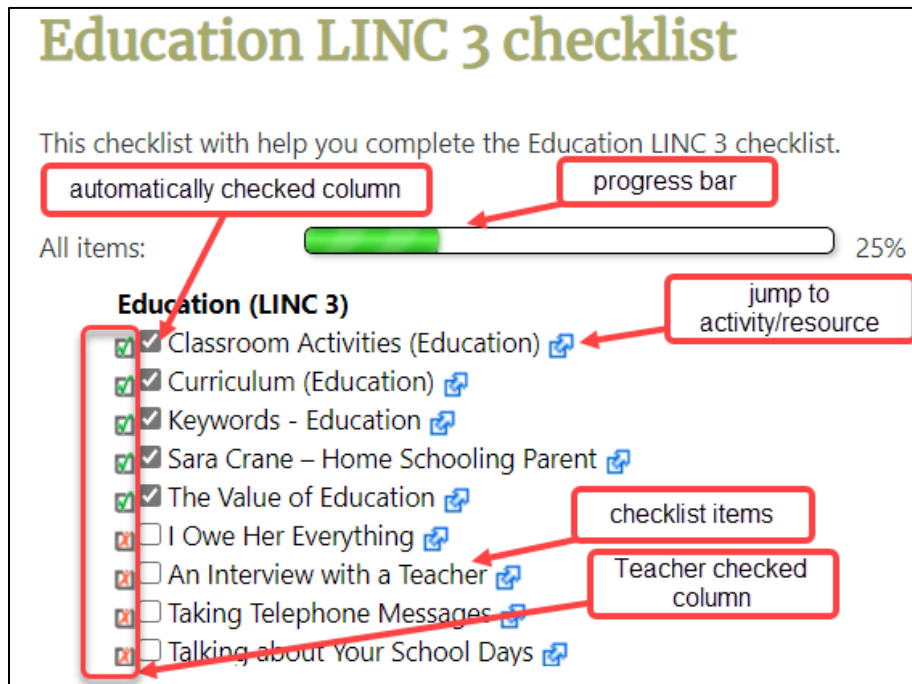 Education LINC 3 checklist
This checklist with help you complete the Education LINC 3 checklist.
automatically checked column
progress bar
All items:
25%
Education (LINC 3)
jump to
activity/resource
Classroom Activities (Education)
Curriculum (Education)
Keywords - Education
Sara Crane – Home Schooling Parent
The Value of Education
checklist items
I Owe Her Everything
An Interview with a Teacher
Teacher checked
column
Taking Telephone Messages
Talking about Your School Days